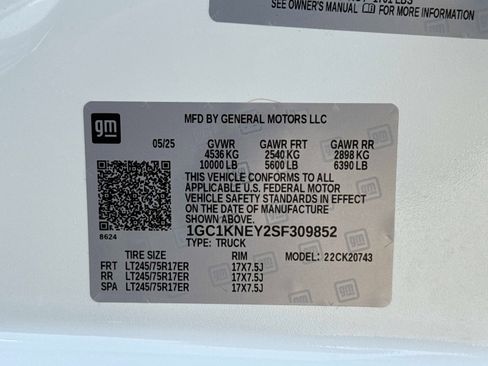 1701 LBS
SEE OWNER'S MANUAL FOR MORE INFORMATION
gm
MFD BY GENERAL MOTORS LLC
05/25 GVWR GAWR FRT GAWR RR
4536 KG 2540 KG 2898 KG
10000 LB 5600 LB 6390 LB
THIS VEHICLE CONFORMS TO ALL
APPLICABLE U.S. FEDERAL MOTOR
VEHICLE SAFETY STANDARDS IN EFFECT
ON THE DATE OF MANUFACTURE
SHOWN ABOVE.
8624
1GC1KNEY2SF309852
TYPE: TRUCK MODEL: 22CK20743
TIRE SIZE RIM
FRT LT245/75R17ER 17X7.5J
RR LT245/75R17ER 17X7.5J
SPA LT245/75R17ER 17X7.5J